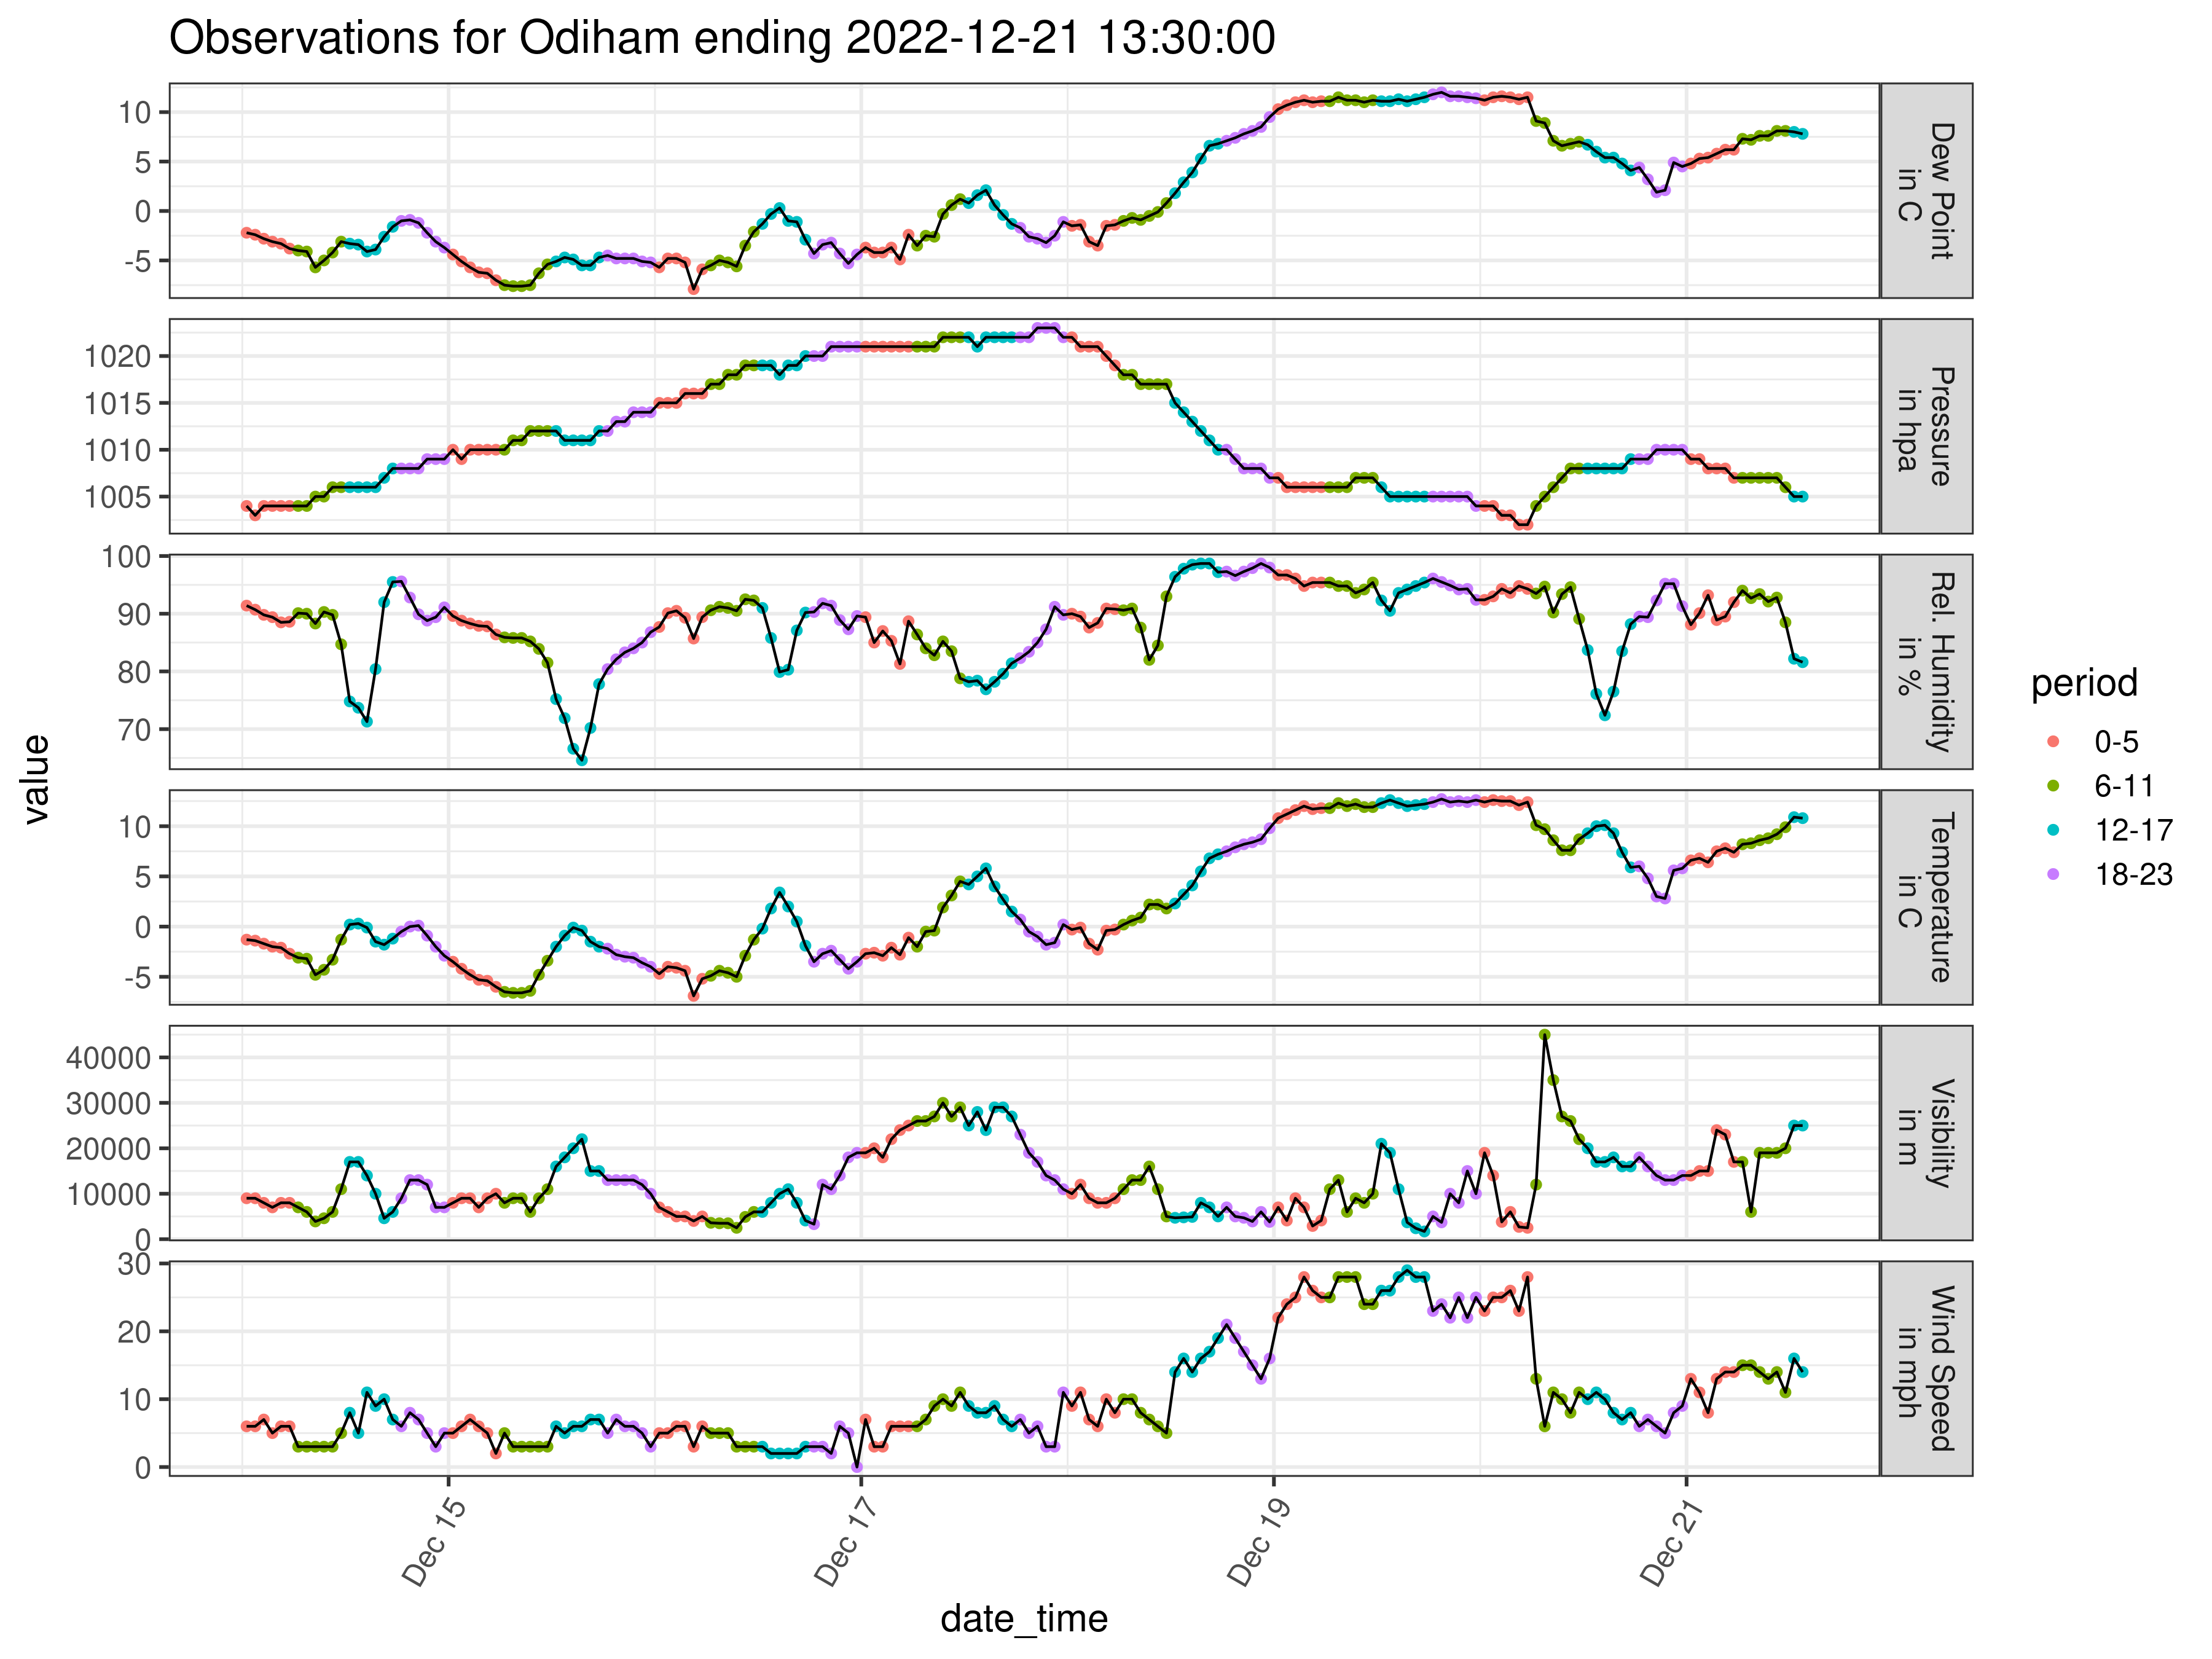 Observations for Odiham ending 2022-12-21 13:30:00
value
10
5
0
-5
Dew Point
in C
1020
1015
1010
1005
Pressure
in hpa
100
90
80
70
Rel. Humidity
in %
10
5
0
-5
Temperature
in C
40000
30000
20000
10000
0
Visibility
in m
30
20
10
0
Wind Speed
in mph
Dec 15
Dec 17
Dec 19
Dec 21
date_time
period
0-5
6-11
12-17
18-23